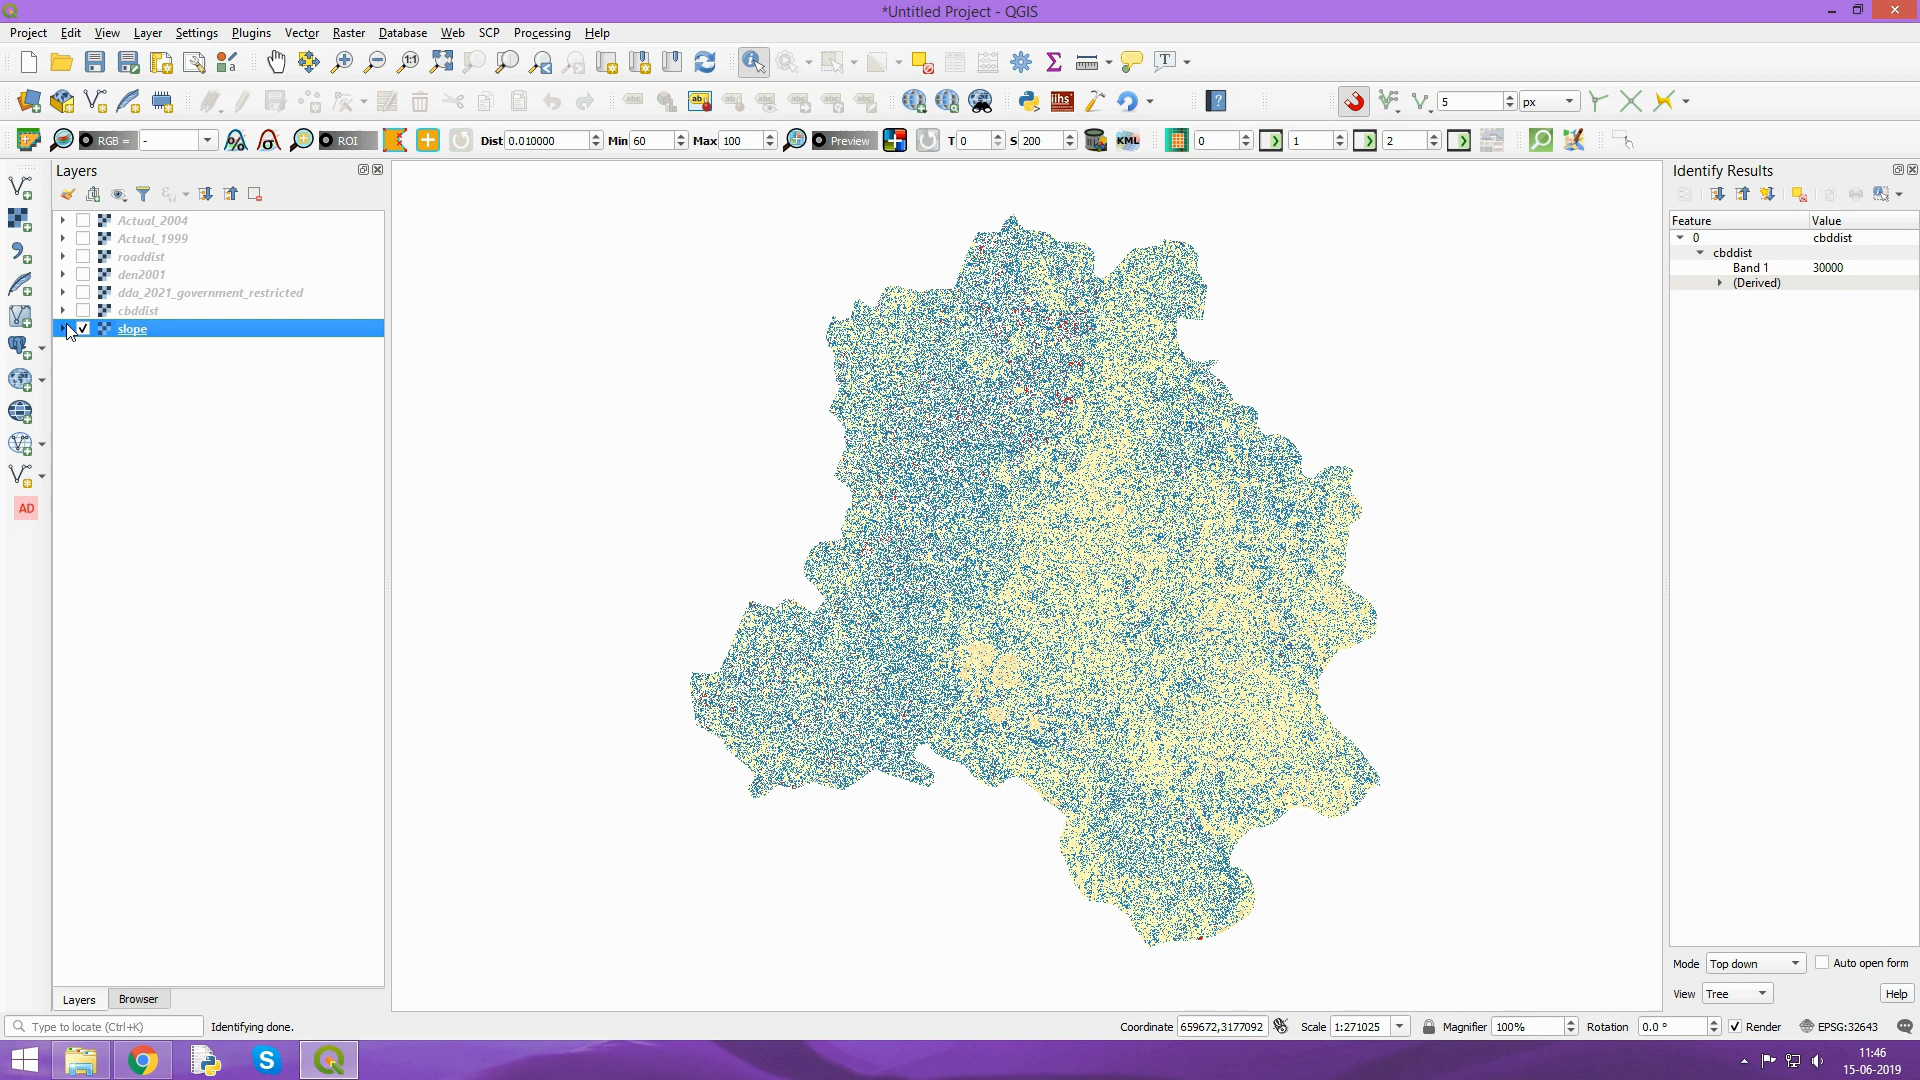 *Untitled Project - QGIS
Project Edit View Layer Settings Plugins Vector Raster Database Web SCP Processing Help
5 px
RGB = - ROI Dist 0.010000 Min 60 Max 100 Preview T 0 S 200 KML 0 1 2
Layers
Actual_2004
Actual_1999
roaddist
den2001
dda_2021_government_restricted
cbddist
slope
AD
Layers Browser
Identify Results
Feature Value
0 cbddist
cbddist
Band 1 30000
(Derived)
Mode Top down Auto open form
View Tree Help
Type to locate (Ctrl+K) Identifying done. Coordinate 659672,3177092 Scale 1:271025 Magnifier 100% Rotation 0.0 ° Render EPSG:32643
11:46
15-06-2019